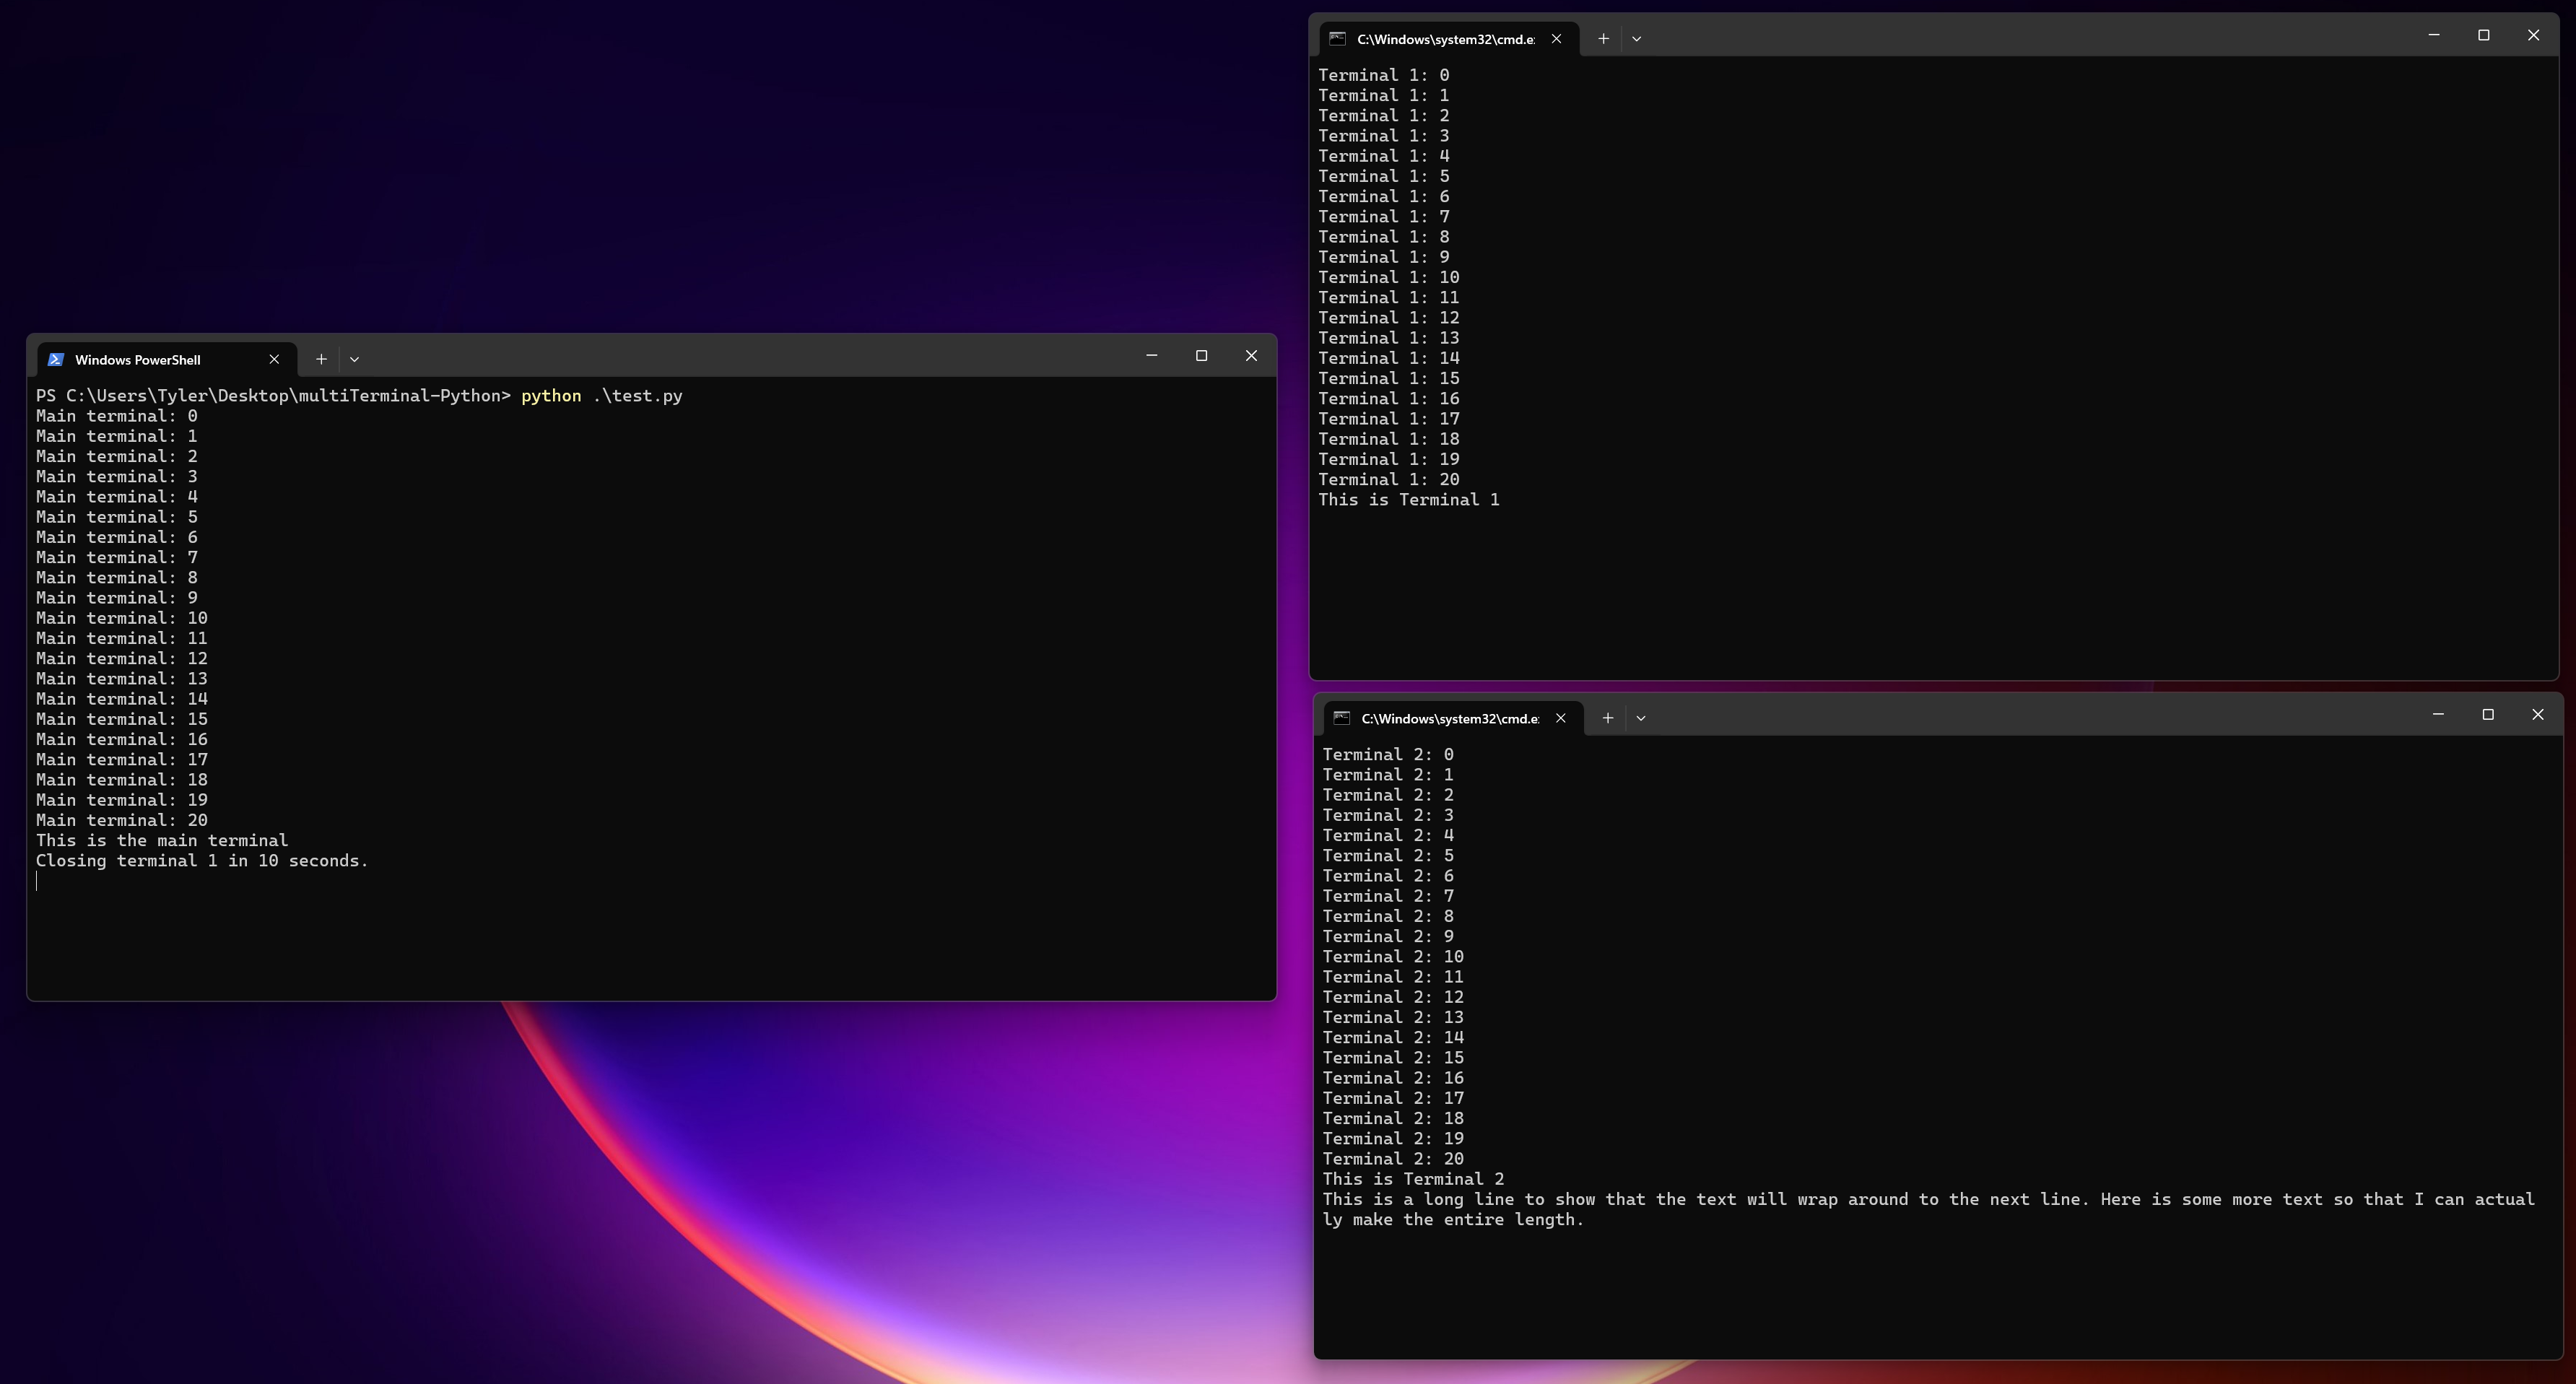 Windows PowerShell
PS C:\Users\Tyler\Desktop\multiTerminal-Python> python .\test.py
Main terminal: 0
Main terminal: 1
Main terminal: 2
Main terminal: 3
Main terminal: 4
Main terminal: 5
Main terminal: 6
Main terminal: 7
Main terminal: 8
Main terminal: 9
Main terminal: 10
Main terminal: 11
Main terminal: 12
Main terminal: 13
Main terminal: 14
Main terminal: 15
Main terminal: 16
Main terminal: 17
Main terminal: 18
Main terminal: 19
Main terminal: 20
This is the main terminal
Closing terminal 1 in 10 seconds.
C:\Windows\system32\cmd.e
Terminal 1: 0
Terminal 1: 1
Terminal 1: 2
Terminal 1: 3
Terminal 1: 4
Terminal 1: 5
Terminal 1: 6
Terminal 1: 7
Terminal 1: 8
Terminal 1: 9
Terminal 1: 10
Terminal 1: 11
Terminal 1: 12
Terminal 1: 13
Terminal 1: 14
Terminal 1: 15
Terminal 1: 16
Terminal 1: 17
Terminal 1: 18
Terminal 1: 19
Terminal 1: 20
This is Terminal 1
C:\Windows\system32\cmd.e
Terminal 2: 0
Terminal 2: 1
Terminal 2: 2
Terminal 2: 3
Terminal 2: 4
Terminal 2: 5
Terminal 2: 6
Terminal 2: 7
Terminal 2: 8
Terminal 2: 9
Terminal 2: 10
Terminal 2: 11
Terminal 2: 12
Terminal 2: 13
Terminal 2: 14
Terminal 2: 15
Terminal 2: 16
Terminal 2: 17
Terminal 2: 18
Terminal 2: 19
Terminal 2: 20
This is Terminal 2
This is a long line to show that the text will wrap around to the next line. Here is some more text so that I can actual
ly make the entire length.